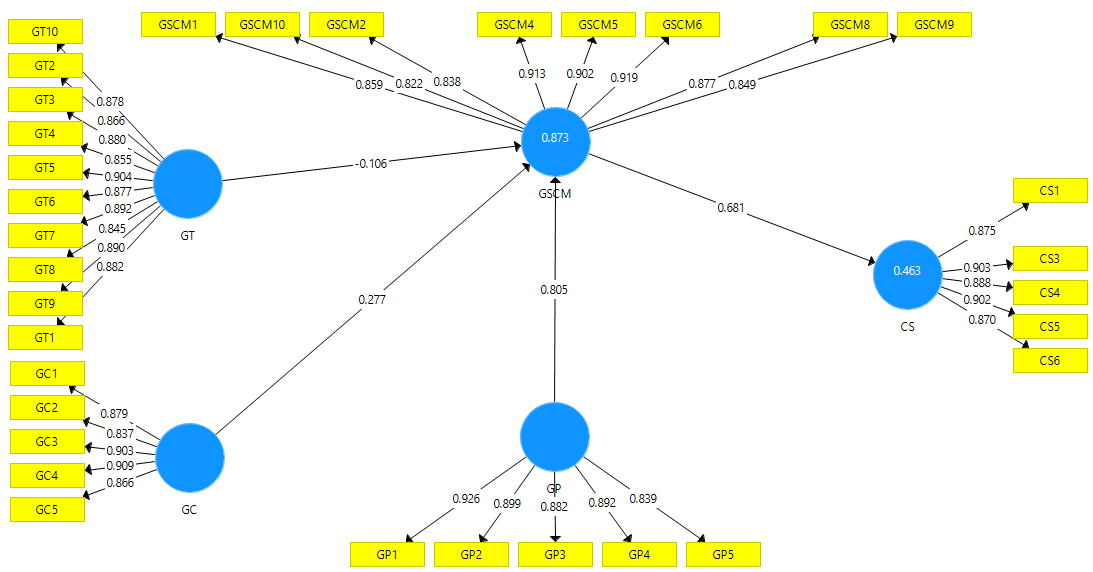 GSCM1 GSCM10 GSCM2 GSCM4 GSCM5 GSCM6 GSCM8 GSCM9
GT10
GT2
GT3
GT4
GT5
GT6
GT7
GT8
GT9
GT1
0.878
0.866
0.880
0.855
0.904
0.877
0.892
0.845
0.890
0.882
GT
0.859 0.822 0.838 0.913 0.902 0.919 0.877 0.849
0.873
GSCM
-0.106
0.277
0.805
0.681
0.463
CS
0.875
0.903
0.888
0.902
0.870
CS1
CS3
CS4
CS5
CS6
GC1
GC2
GC3
GC4
GC5
0.879
0.837
0.903
0.909
0.866
GC
GP
0.926 0.899 0.882 0.892 0.839
GP1 GP2 GP3 GP4 GP5